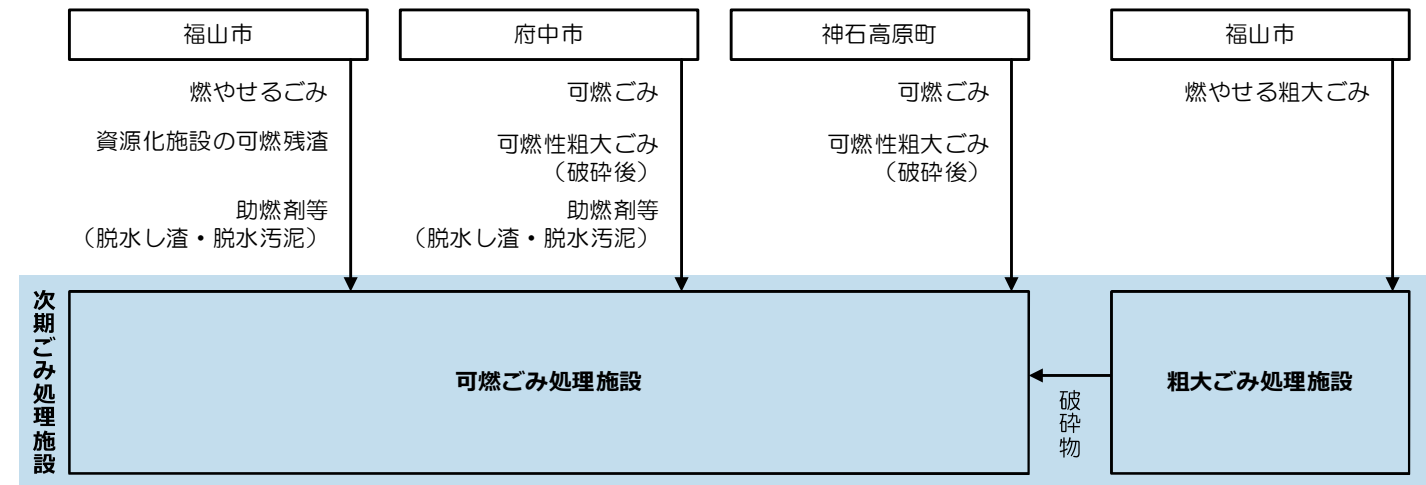 福山市
燃やせるごみ
資源化施設の可燃残渣
助燃剤等
（脱水し渣・脱水汚泥）
府中市
可燃ごみ
可燃性粗大ごみ
（破砕後）
助燃剤等
（脱水し渣・脱水汚泥）
神石高原町
可燃ごみ
可燃性粗大ごみ
（破砕後）
福山市
燃やせる粗大ごみ
次期ごみ処理施設
可燃ごみ処理施設
破砕物
粗大ごみ処理施設